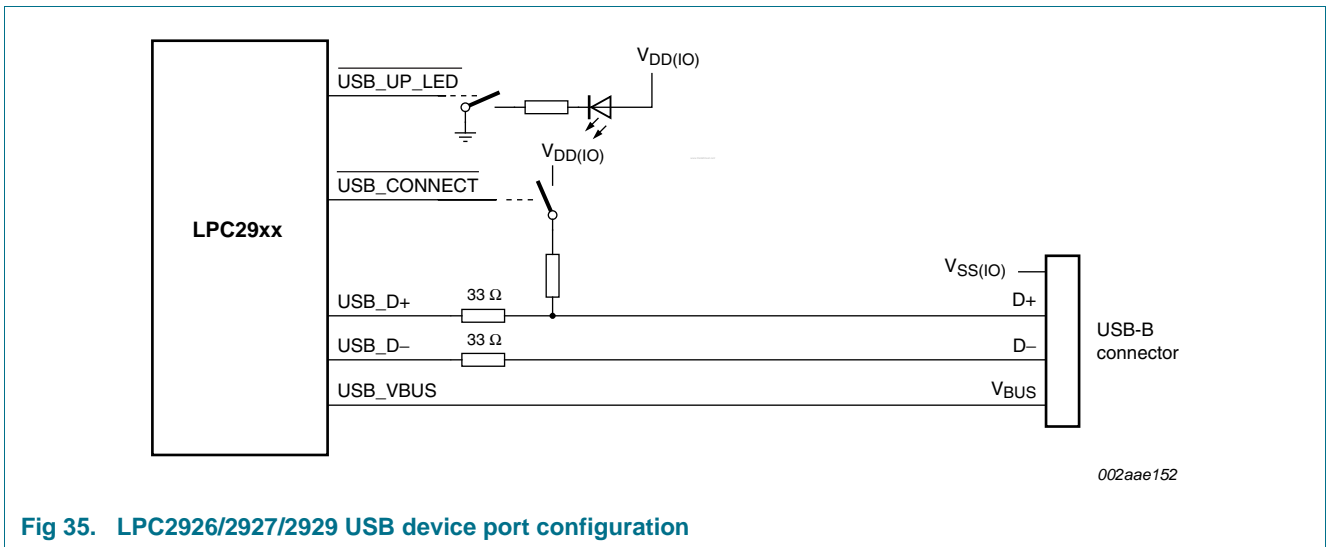 V_DD(IO)
USB_UP_LED
V_DD(IO)
USB_CONNECT
LPC29xx
V_SS(IO)
USB_D+
33 Ω
D+
USB-B
connector
USB_D−
33 Ω
D−
USB_VBUS
V_BUS
002aae152
Fig 35. LPC2926/2927/2929 USB device port configuration